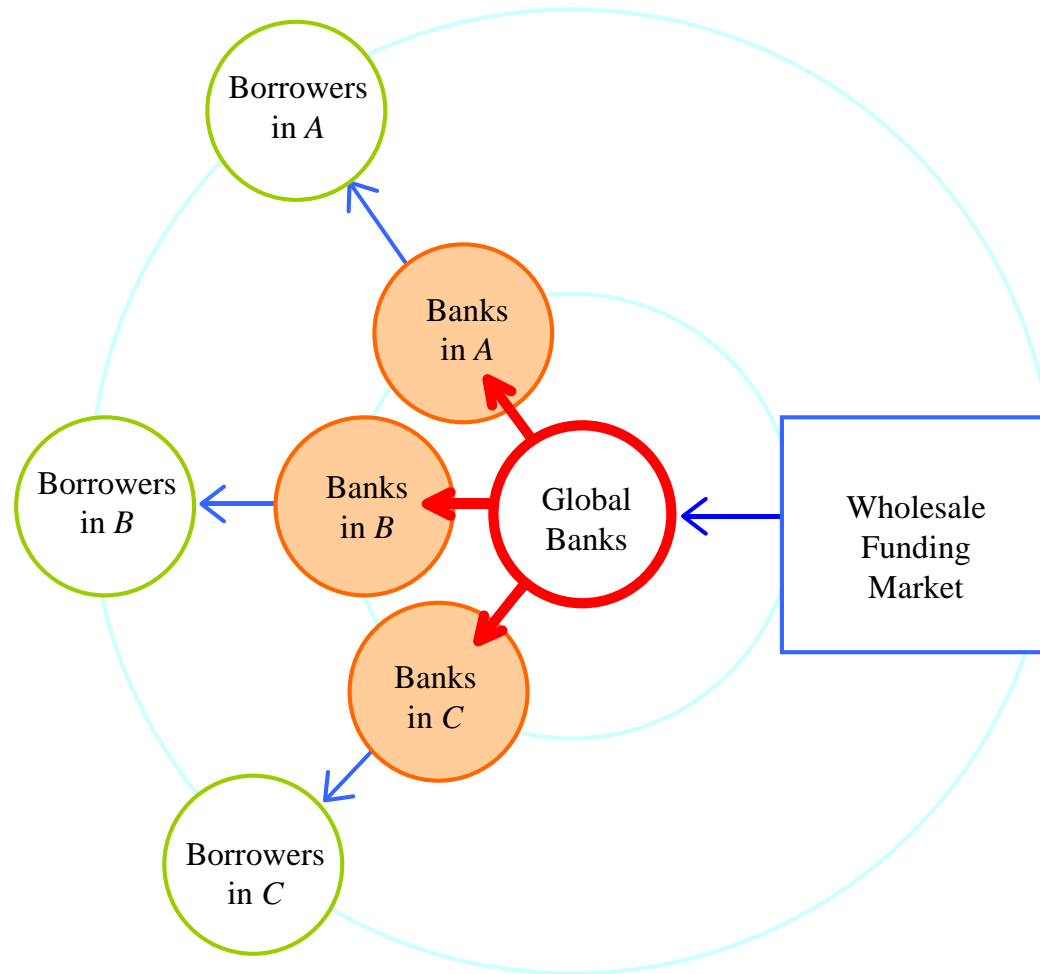 Borrowers
in A
Banks
in A
Borrowers
in B
Banks
in B
Global
Banks
Wholesale
Funding
Market
Banks
in C
Borrowers
in C